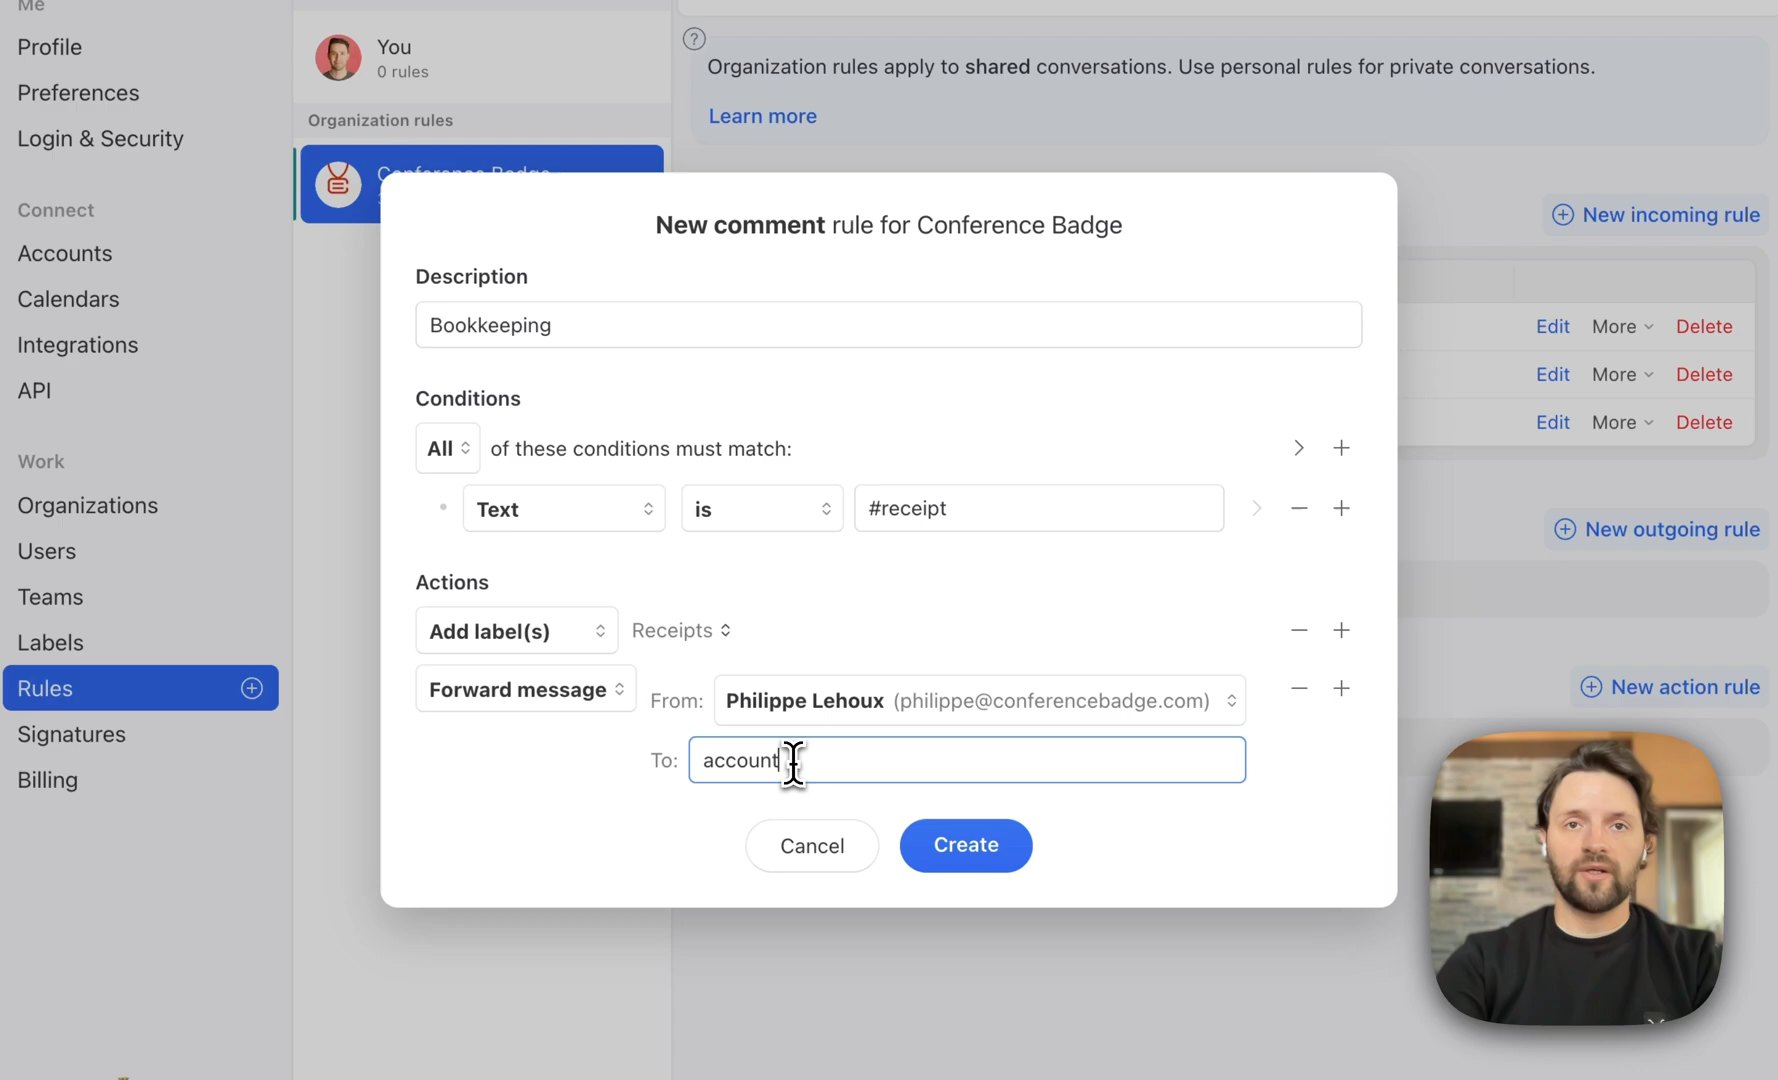 Me
Profile
Preferences
Login & Security
Connect
Accounts
Calendars
Integrations
API
Work
Organizations
Users
Teams
Labels
Rules
Signatures
Billing
You
0 rules
Organization rules
Conference Badge
?
Organization rules apply to shared conversations. Use personal rules for private conversations.
Learn more
New incoming rule
Edit More Delete
Edit More Delete
Edit More Delete
New outgoing rule
New action rule
New comment rule for Conference Badge
Description
Bookkeeping
Conditions
All of these conditions must match:
Text is #receipt
Actions
Add label(s) Receipts
Forward message From: Philippe Lehoux (philippe@conferencebadge.com)
To: account
Cancel Create